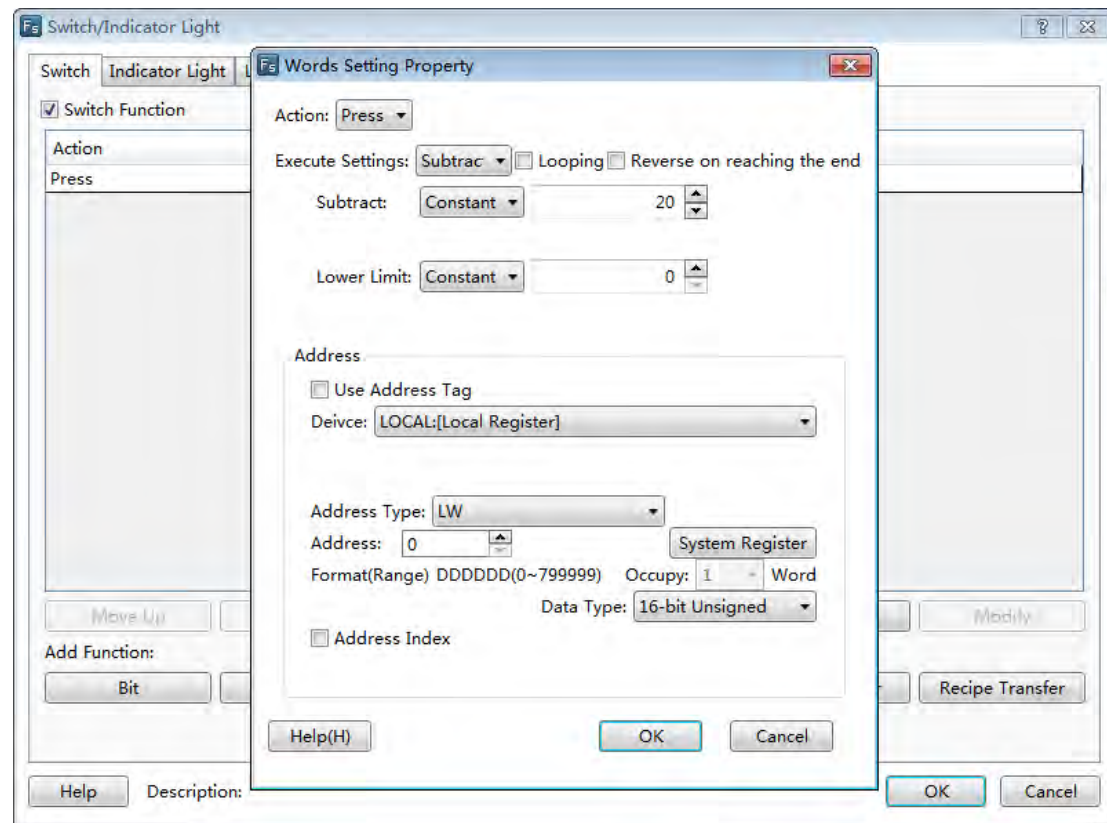 Fs Switch/Indicator Light
Switch Indicator Light L
Switch Function
Action
Press
Move Up
Modify
Add Function:
Bit
Recipe Transfer
Help Description: OK Cancel
Fs Words Setting Property
Action: Press
Execute Settings: Subtrac Looping Reverse on reaching the end
Subtract: Constant 20
Lower Limit: Constant 0
Address
Use Address Tag
Deivce: LOCAL:[Local Register]
Address Type: LW
Address: 0 System Register
Format(Range) DDDDDD(0~799999) Occupy: 1 Word
Data Type: 16-bit Unsigned
Address Index
Help(H) OK Cancel